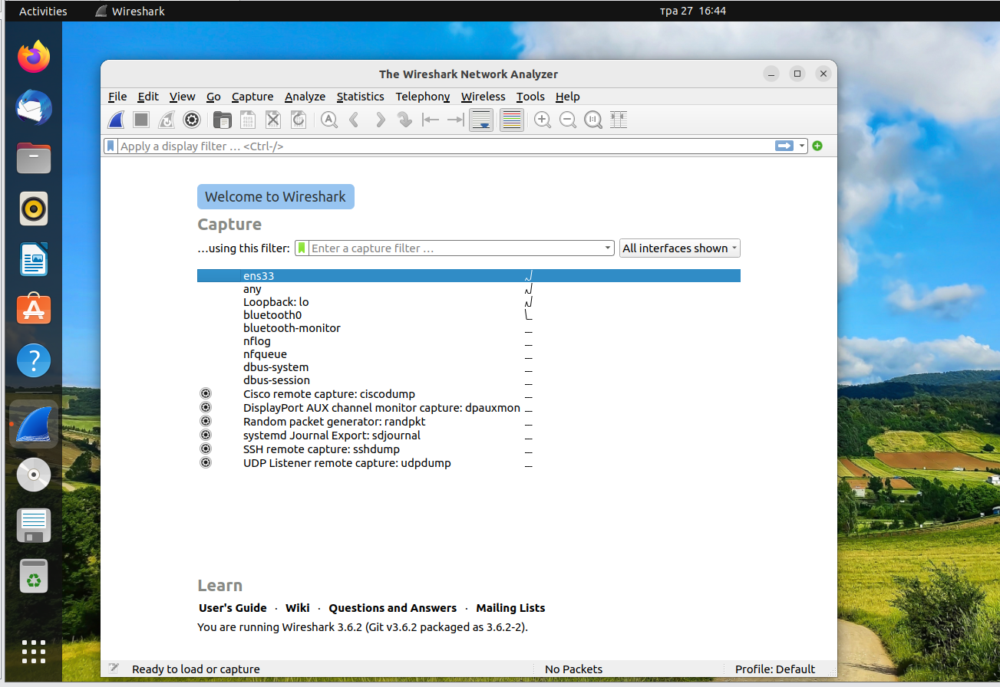 Activities Wireshark тра 27 16:44
The Wireshark Network Analyzer
File Edit View Go Capture Analyze Statistics Telephony Wireless Tools Help
Apply a display filter … <Ctrl-/>
Welcome to Wireshark
Capture
…using this filter: Enter a capture filter … All interfaces shown
ens33
any
Loopback: lo
bluetooth0
bluetooth-monitor
nflog
nfqueue
dbus-system
dbus-session
Cisco remote capture: ciscodump
DisplayPort AUX channel monitor capture: dpauxmon
Random packet generator: randpkt
systemd Journal Export: sdjournal
SSH remote capture: sshdump
UDP Listener remote capture: udpdump
Learn
User's Guide · Wiki · Questions and Answers · Mailing Lists
You are running Wireshark 3.6.2 (Git v3.6.2 packaged as 3.6.2-2).
Ready to load or capture No Packets Profile: Default